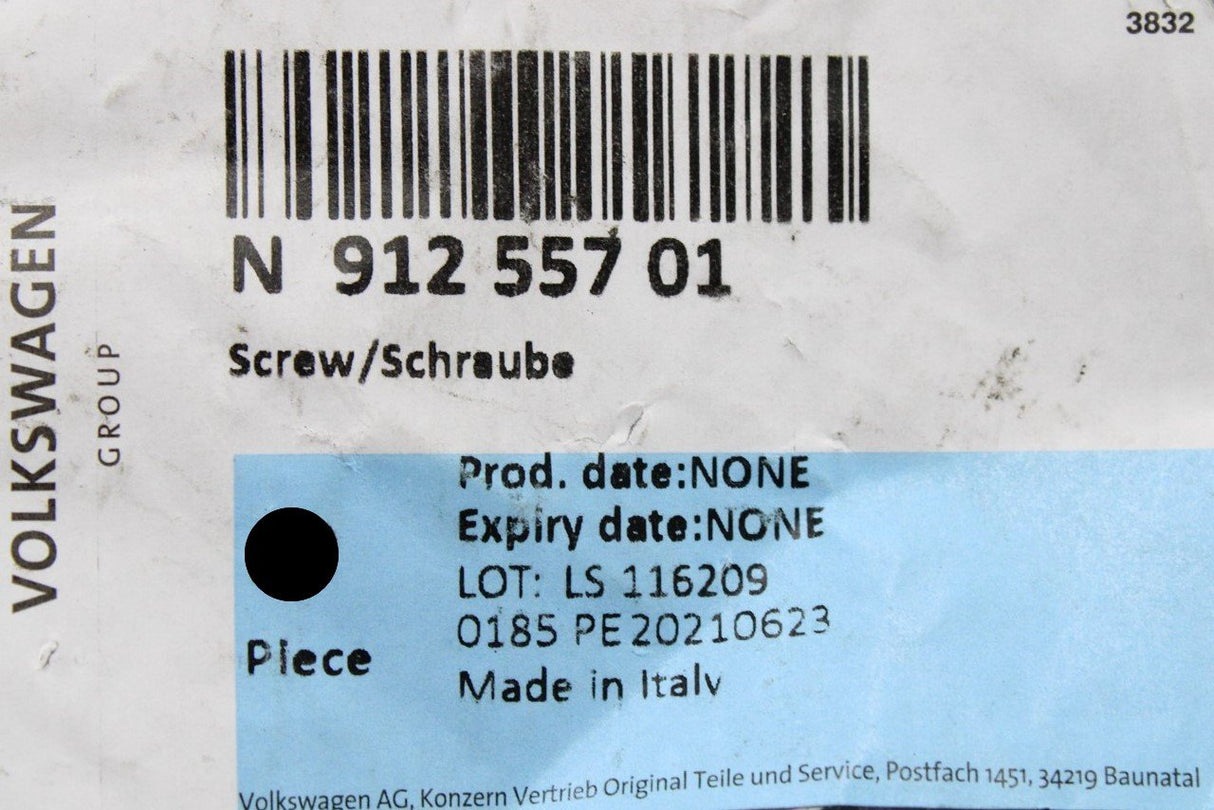 3832
VOLKSWAGEN
GROUP
N 912 557 01
Screw/Schraube
Prod. date:NONE
Expiry date:NONE
LOT: LS 116209
0185 PE20210623
Made in Italy
Piece
Volkswagen AG, Konzern Vertrieb Original Teile und Service, Postfach 1451, 34219 Baunatal